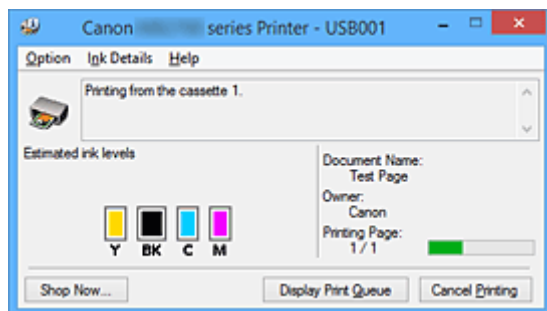 Canon series Printer - USB001
Option Ink Details Help
Printing from the cassette 1.
Estimated ink levels
Y BK C M
Document Name:
Test Page
Owner:
Canon
Printing Page:
1 / 1
Shop Now... Display Print Queue Cancel Printing